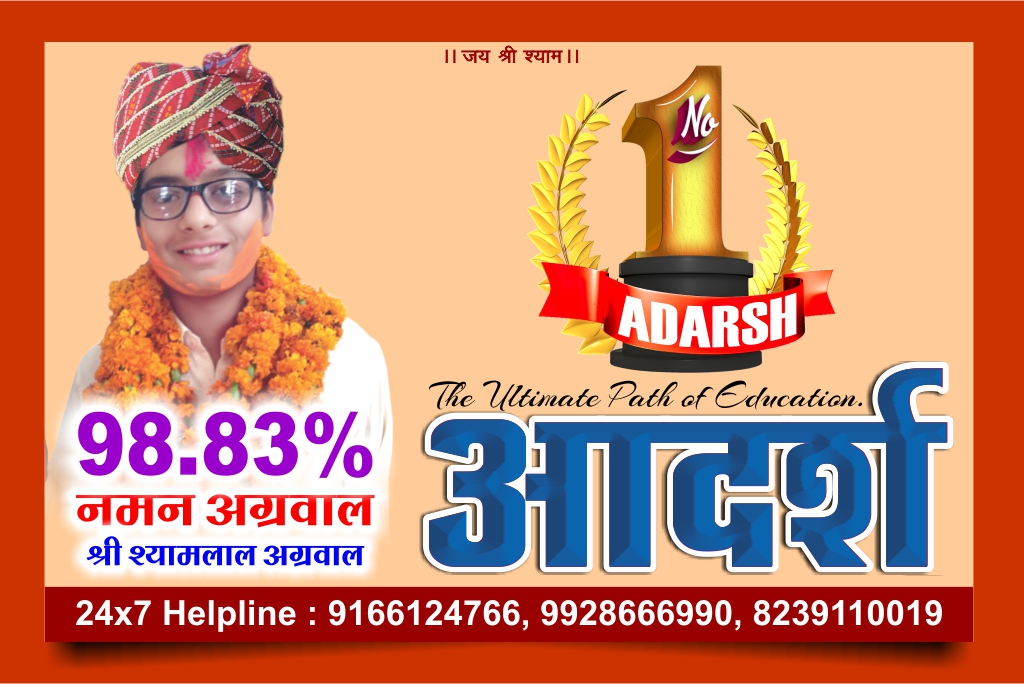 ।। जय श्री श्याम ।।
No
1
ADARSH
The Ultimate Path of Education.
आदर्श
98.83%
नमन अग्रवाल
श्री श्यामलाल अग्रवाल
24x7 Helpline : 9166124766, 9928666990, 8239110019